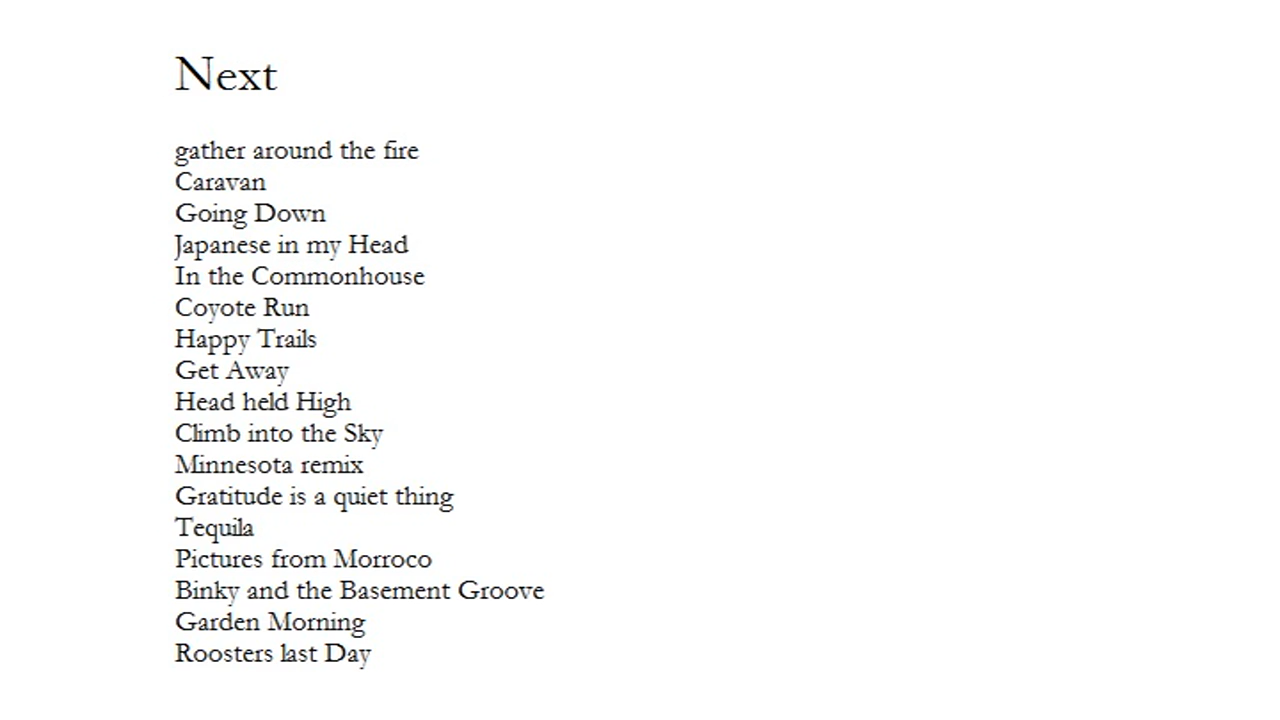 Next
gather around the fire
Caravan
Going Down
Japanese in my Head
In the Commonhouse
Coyote Run
Happy Trails
Get Away
Head held High
Climb into the Sky
Minnesota remix
Gratitude is a quiet thing
Tequila
Pictures from Morroco
Binky and the Basement Groove
Garden Morning
Roosters last Day